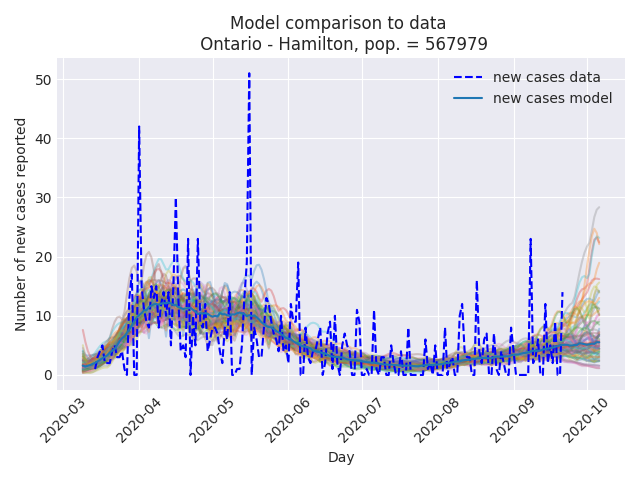 Model comparison to data
Ontario - Hamilton, pop. = 567979
new cases data
new cases model
Number of new cases reported
50
40
30
20
10
0
2020-03
2020-04
2020-05
2020-06
2020-07
2020-08
2020-09
2020-10
Day